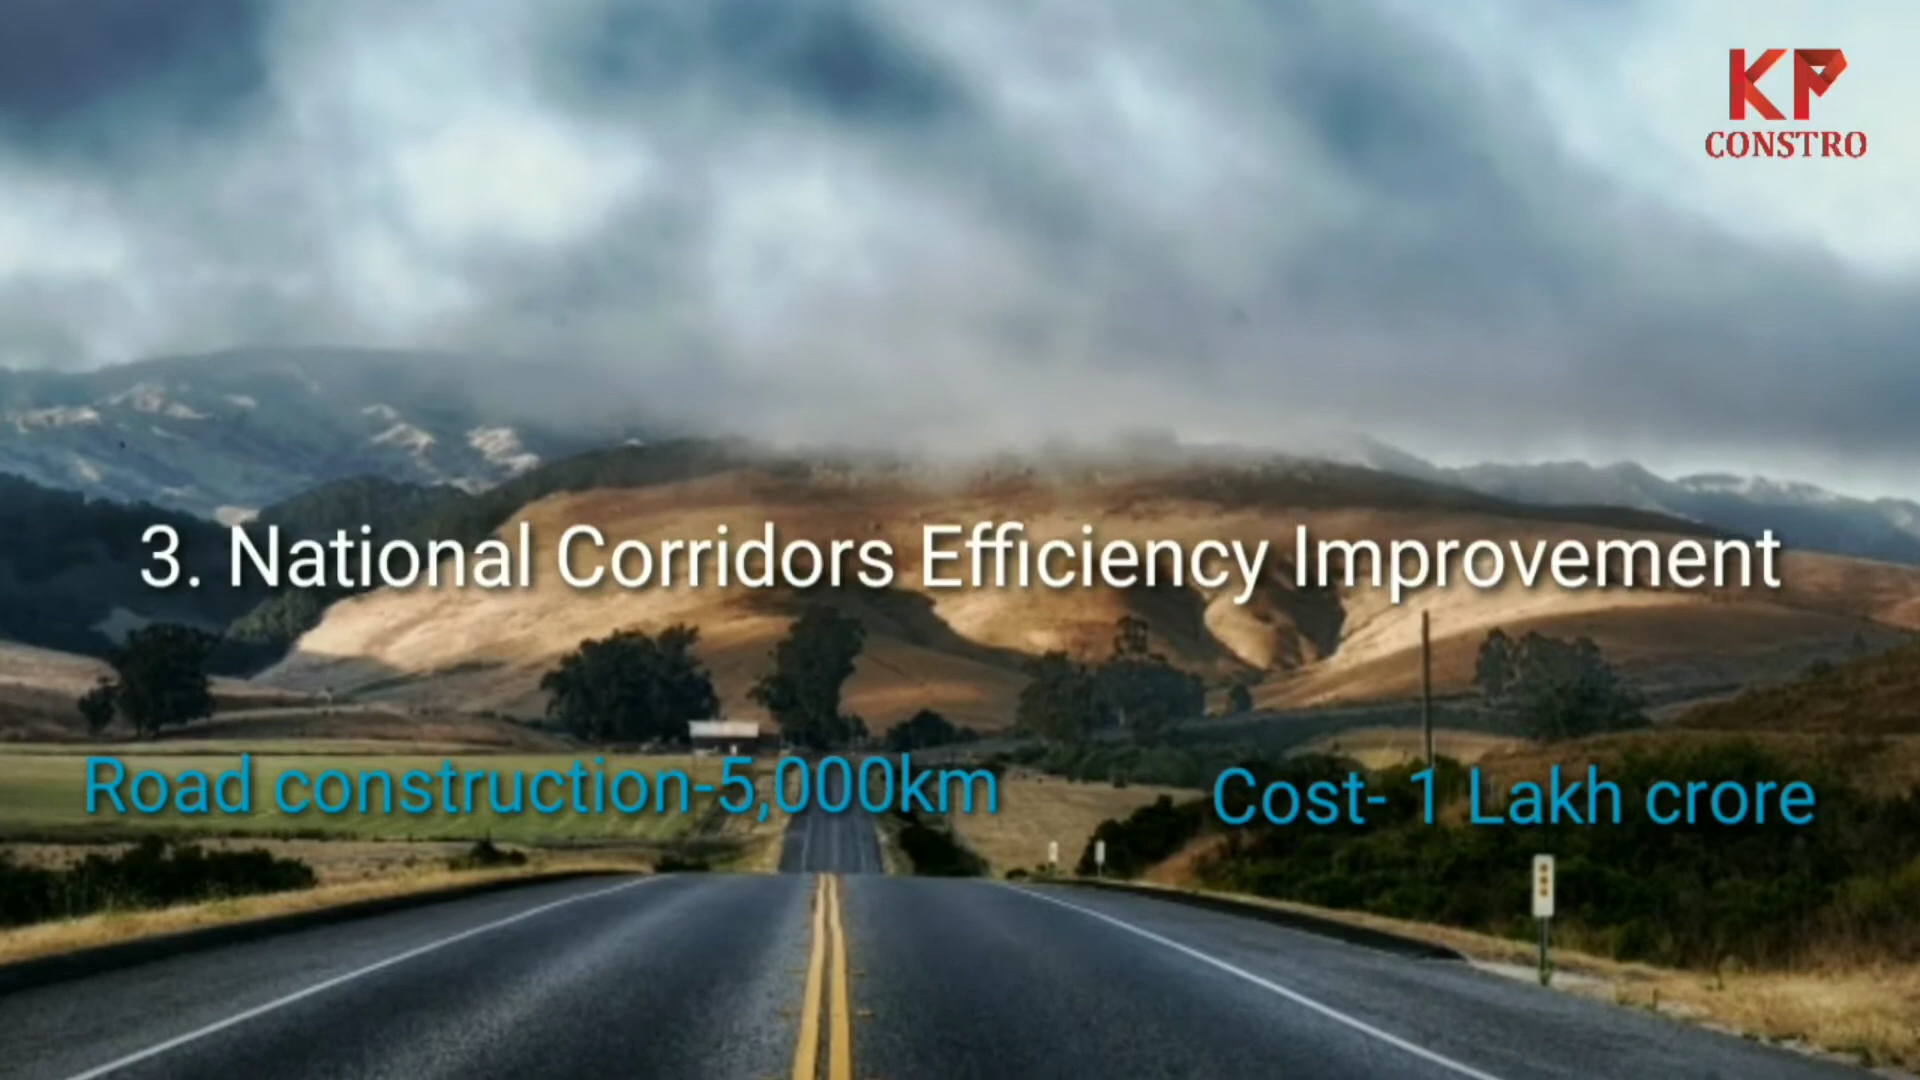 KP
CONSTRO
3. National Corridors Efficiency Improvement
Road construction-5,000km
Cost- 1 Lakh crore